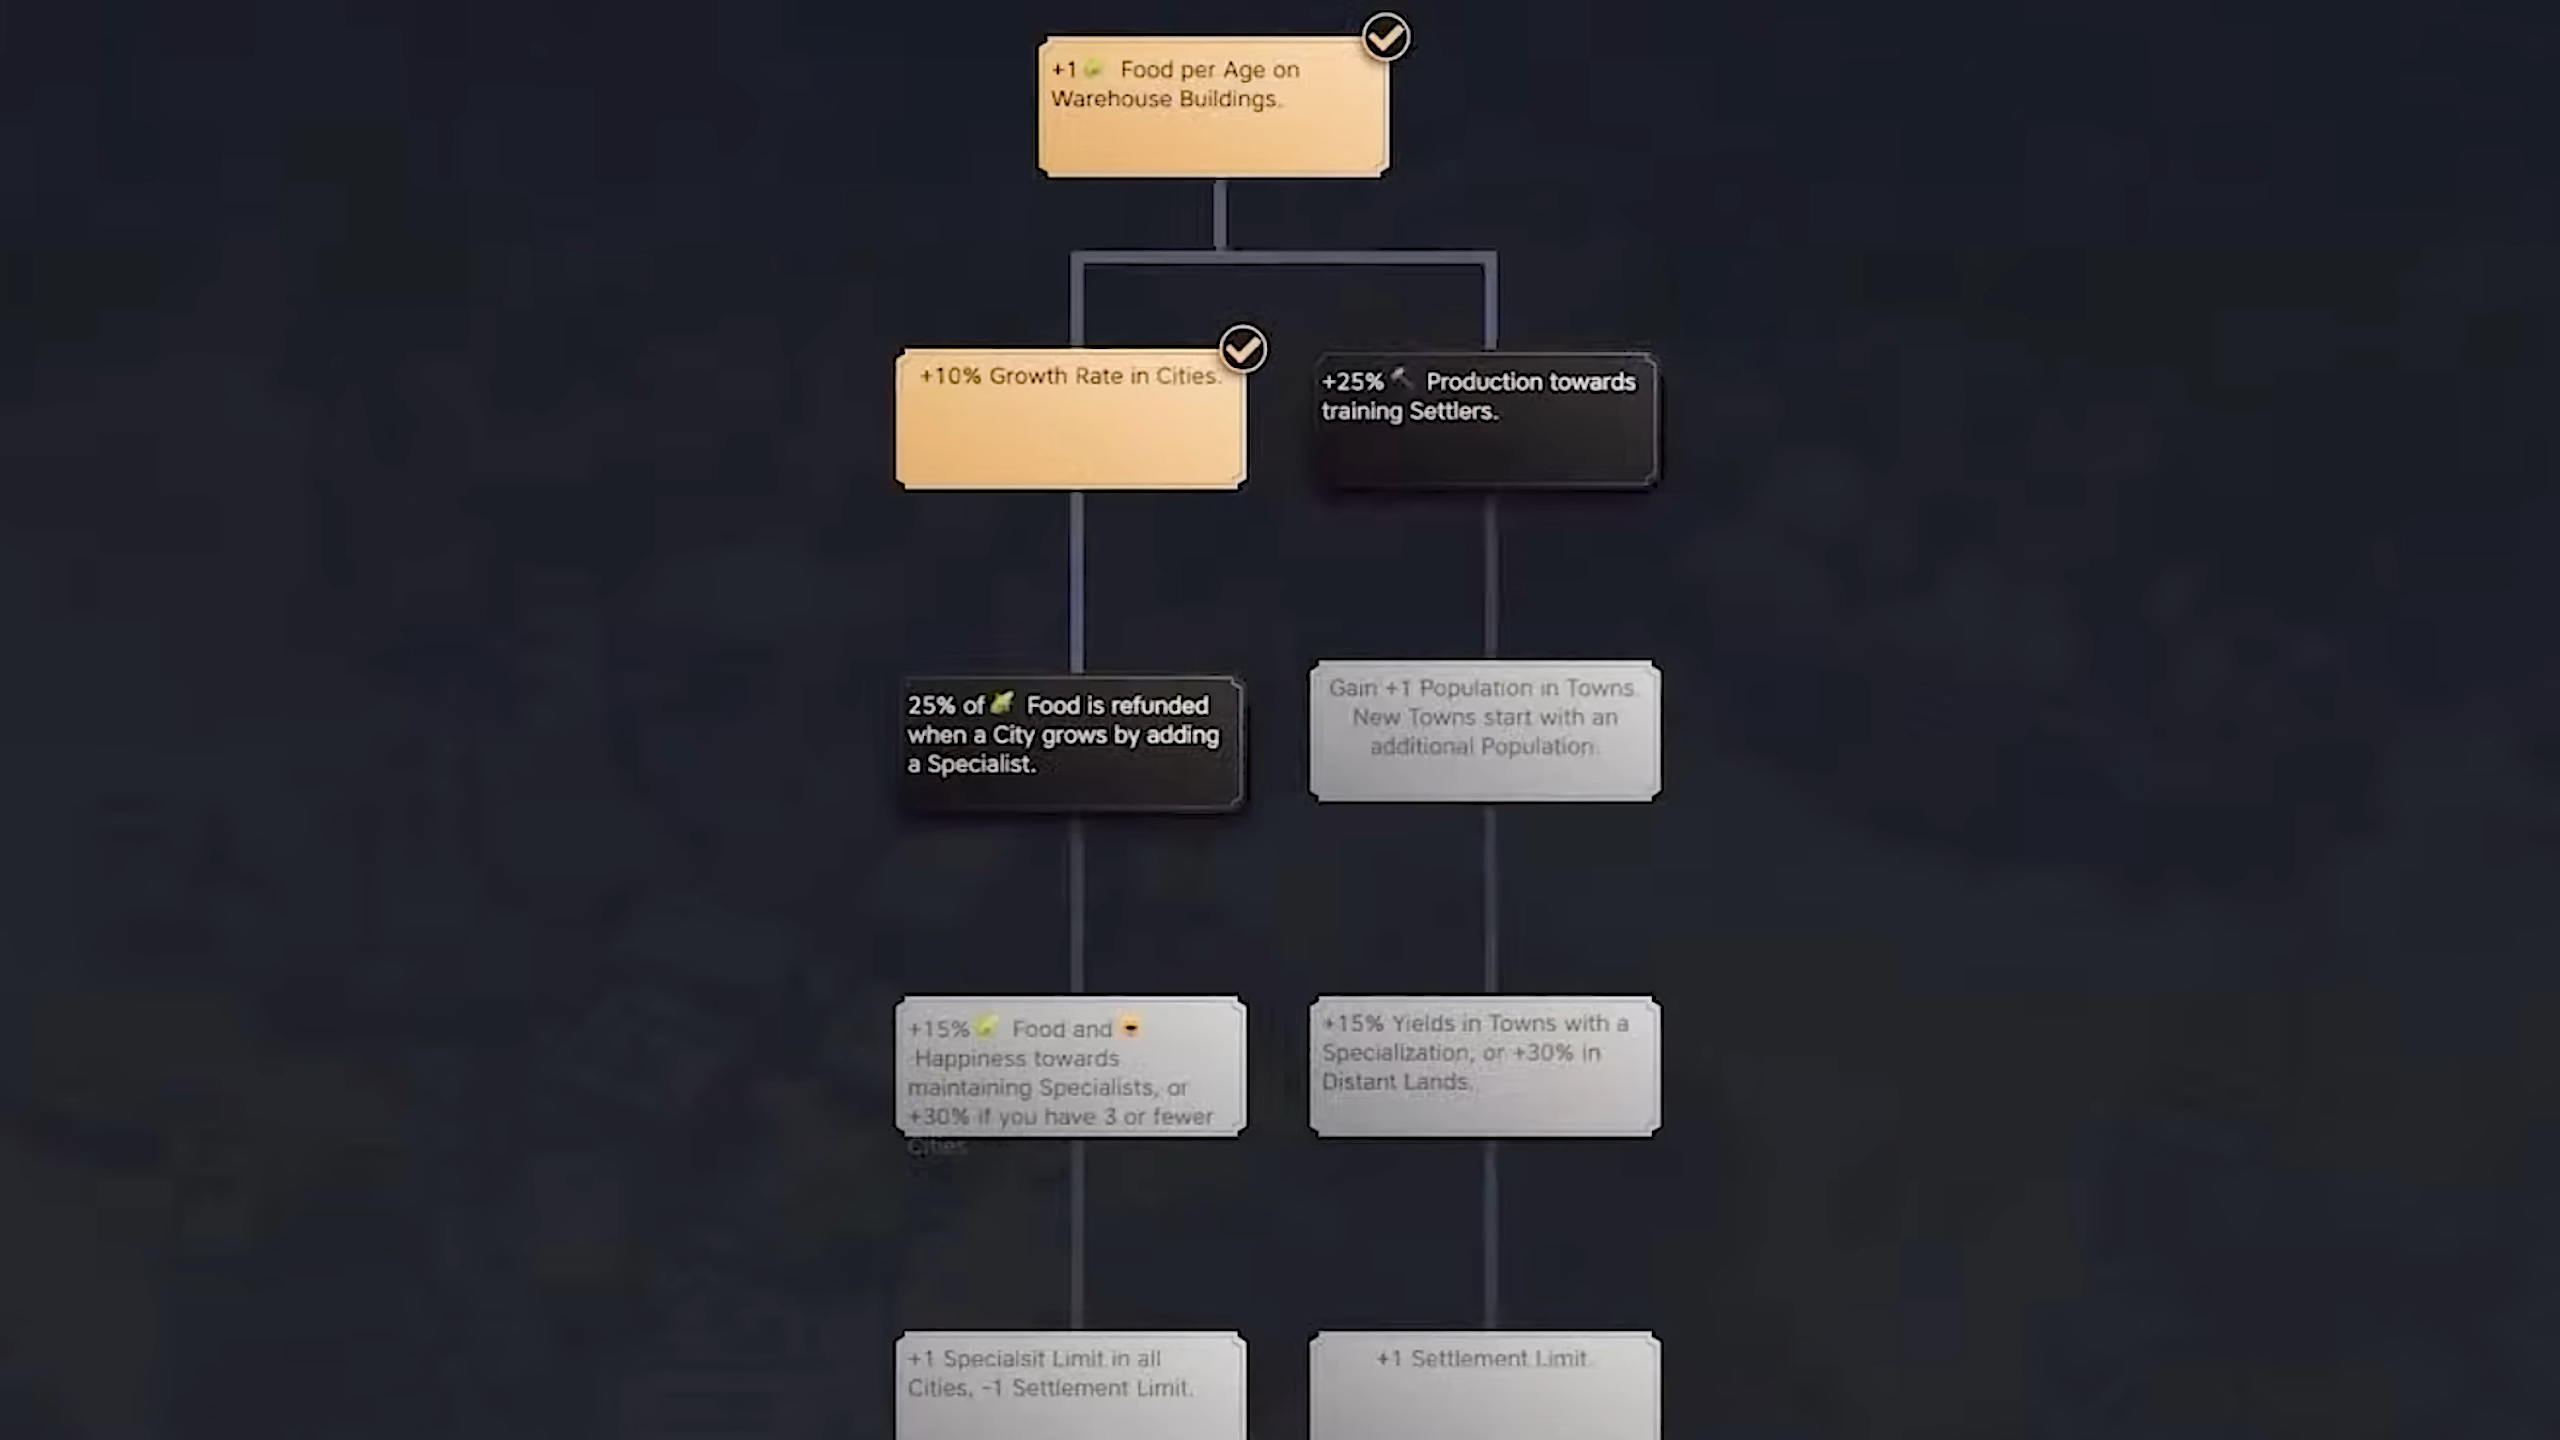 +1 Food per Age on
Warehouse Buildings.
+10% Growth Rate in Cities.
+25% Production towards
training Settlers.
25% of Food is refunded
when a City grows by adding
a Specialist.
Gain +1 Population in Towns.
New Towns start with an
additional Population.
+15% Food and
Happiness towards
maintaining Specialists, or
+30% if you have 3 or fewer
Cities.
+15% Yields in Towns with a
Specialization, or +30% in
Distant Lands.
+1 Specialsit Limit in all
Cities, -1 Settlement Limit.
+1 Settlement Limit.